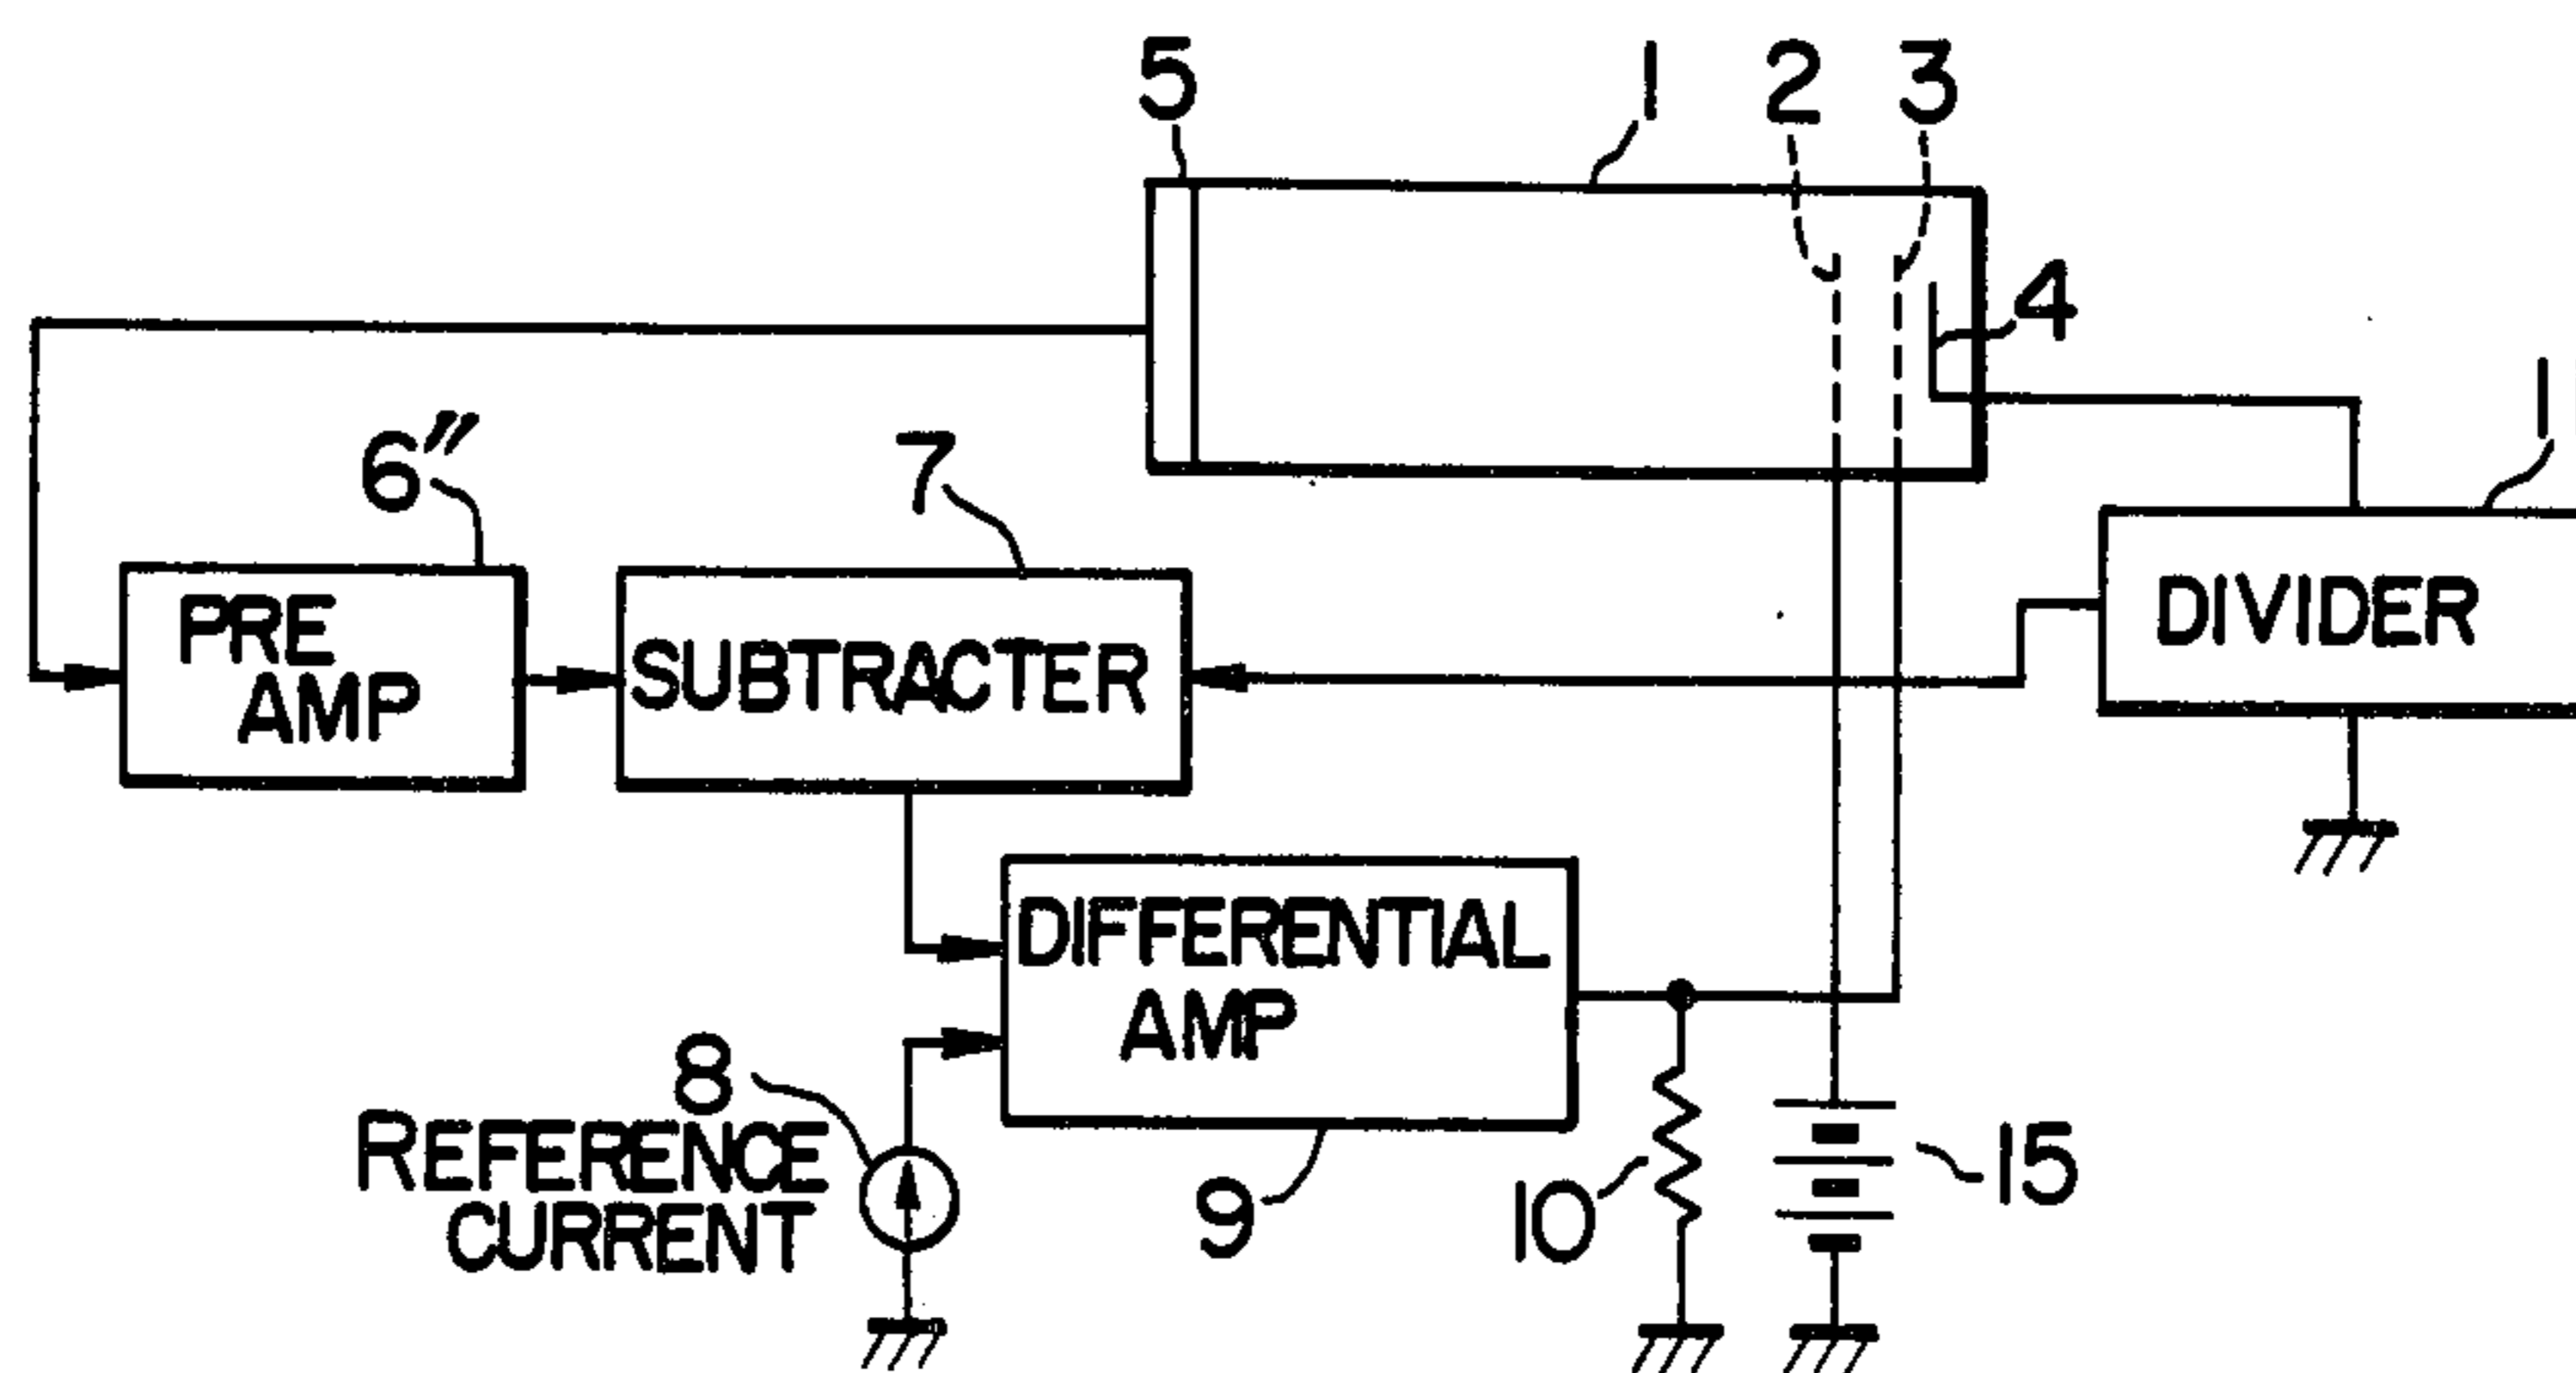 5 1 2 3
4
6″ 7
PRE
AMP
SUBTRACTER
DIVIDER
DIFFERENTIAL
AMP
8
REFERENCE
CURRENT
9
10
15